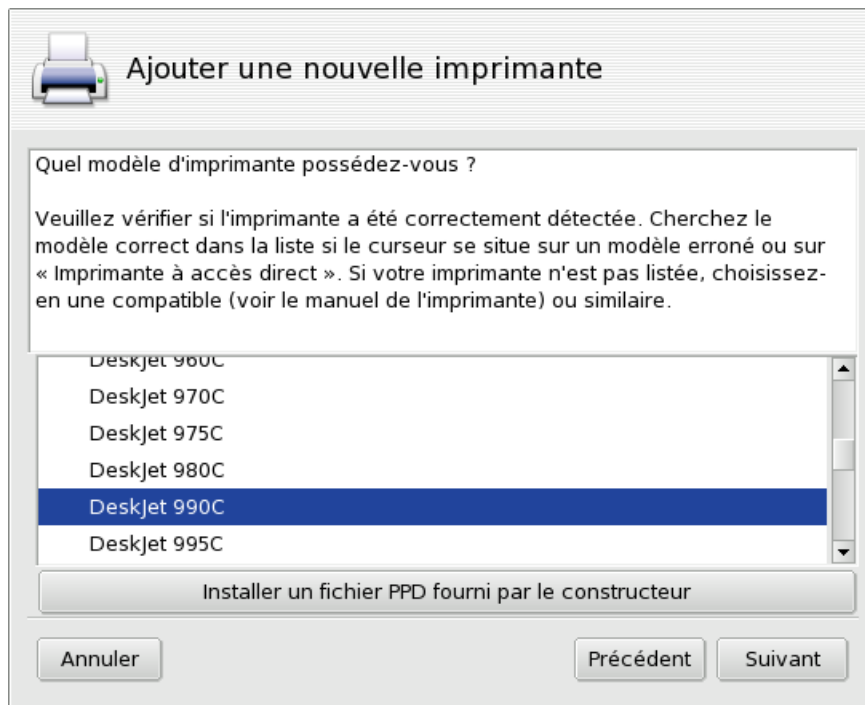 Ajouter une nouvelle imprimante
Quel modèle d'imprimante possédez-vous ?
Veuillez vérifier si l'imprimante a été correctement détectée. Cherchez le
modèle correct dans la liste si le curseur se situe sur un modèle erroné ou sur
« Imprimante à accès direct ». Si votre imprimante n'est pas listée, choisissez-
en une compatible (voir le manuel de l'imprimante) ou similaire.
DeskJet 960C
DeskJet 970C
DeskJet 975C
DeskJet 980C
DeskJet 990C
DeskJet 995C
Installer un fichier PPD fourni par le constructeur
Annuler
Précédent
Suivant